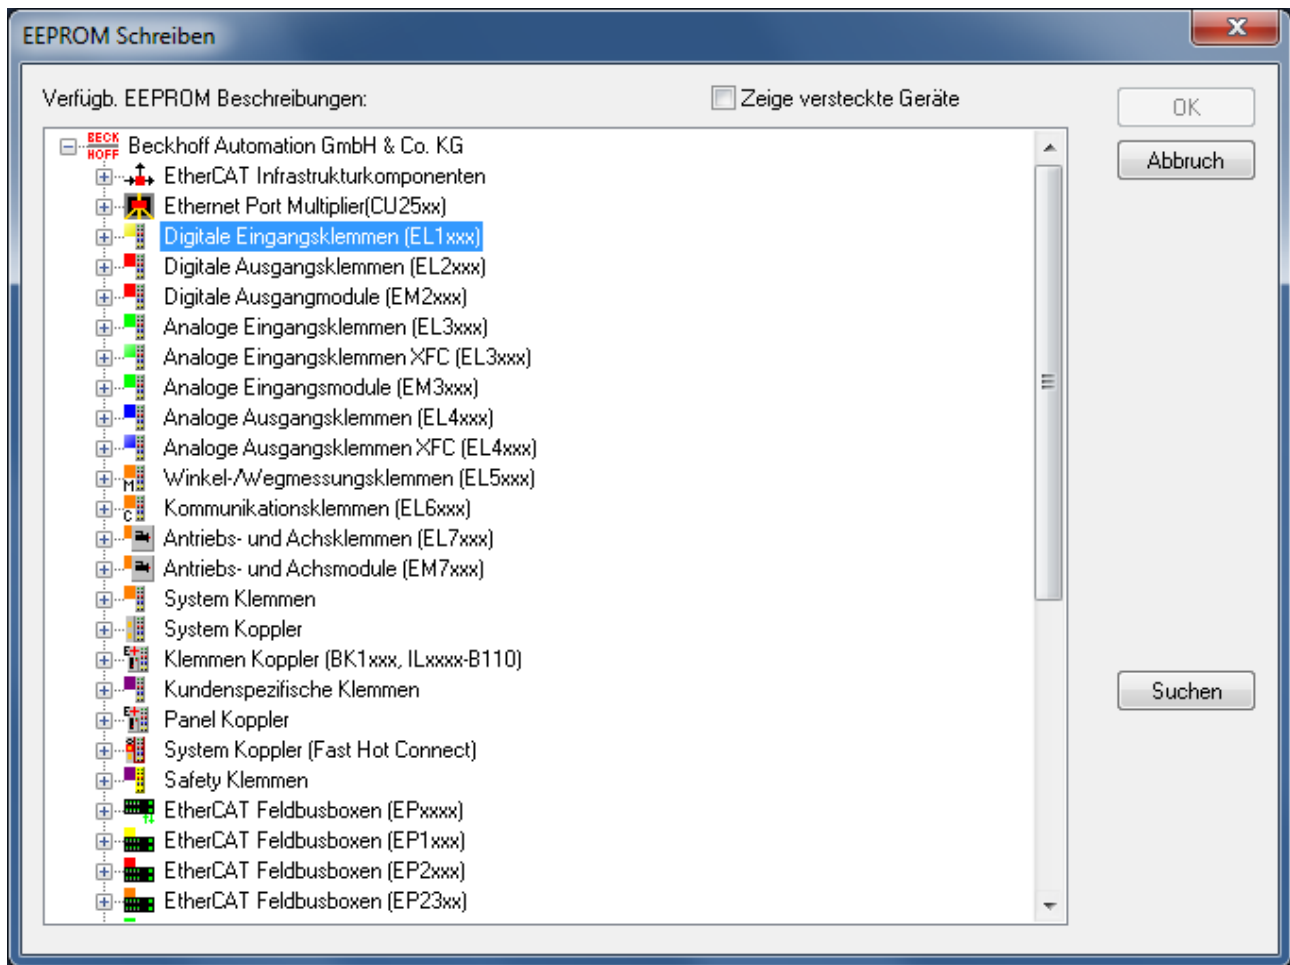 EEPROM Schreiben
Verfügb. EEPROM Beschreibungen:
Zeige versteckte Geräte
OK
BECK
HOFF
Beckhoff Automation GmbH & Co. KG
Abbruch
EtherCAT Infrastrukturkomponenten
Ethernet Port Multiplier(CU25xx)
Digitale Eingangsklemmen (EL1xxx)
Digitale Ausgangsklemmen (EL2xxx)
Digitale Ausgangmodule (EM2xxx)
Analoge Eingangsklemmen (EL3xxx)
Analoge Eingangsklemmen XFC (EL3xxx)
Analoge Eingangsmodule (EM3xxx)
Analoge Ausgangsklemmen (EL4xxx)
Analoge Ausgangsklemmen XFC (EL4xxx)
M Winkel-/Wegmessungsklemmen (EL5xxx)
C Kommunikationsklemmen (EL6xxx)
Antriebs- und Achsklemmen (EL7xxx)
Antriebs- und Achsmodule (EM7xxx)
System Klemmen
System Koppler
Klemmen Koppler (BK1xxx, ILxxxx-B110)
Kundenspezifische Klemmen
Suchen
Panel Koppler
System Koppler (Fast Hot Connect)
Safety Klemmen
EtherCAT Feldbusboxen (EPxxxx)
EtherCAT Feldbusboxen (EP1xxx)
EtherCAT Feldbusboxen (EP2xxx)
EtherCAT Feldbusboxen (EP23xx)